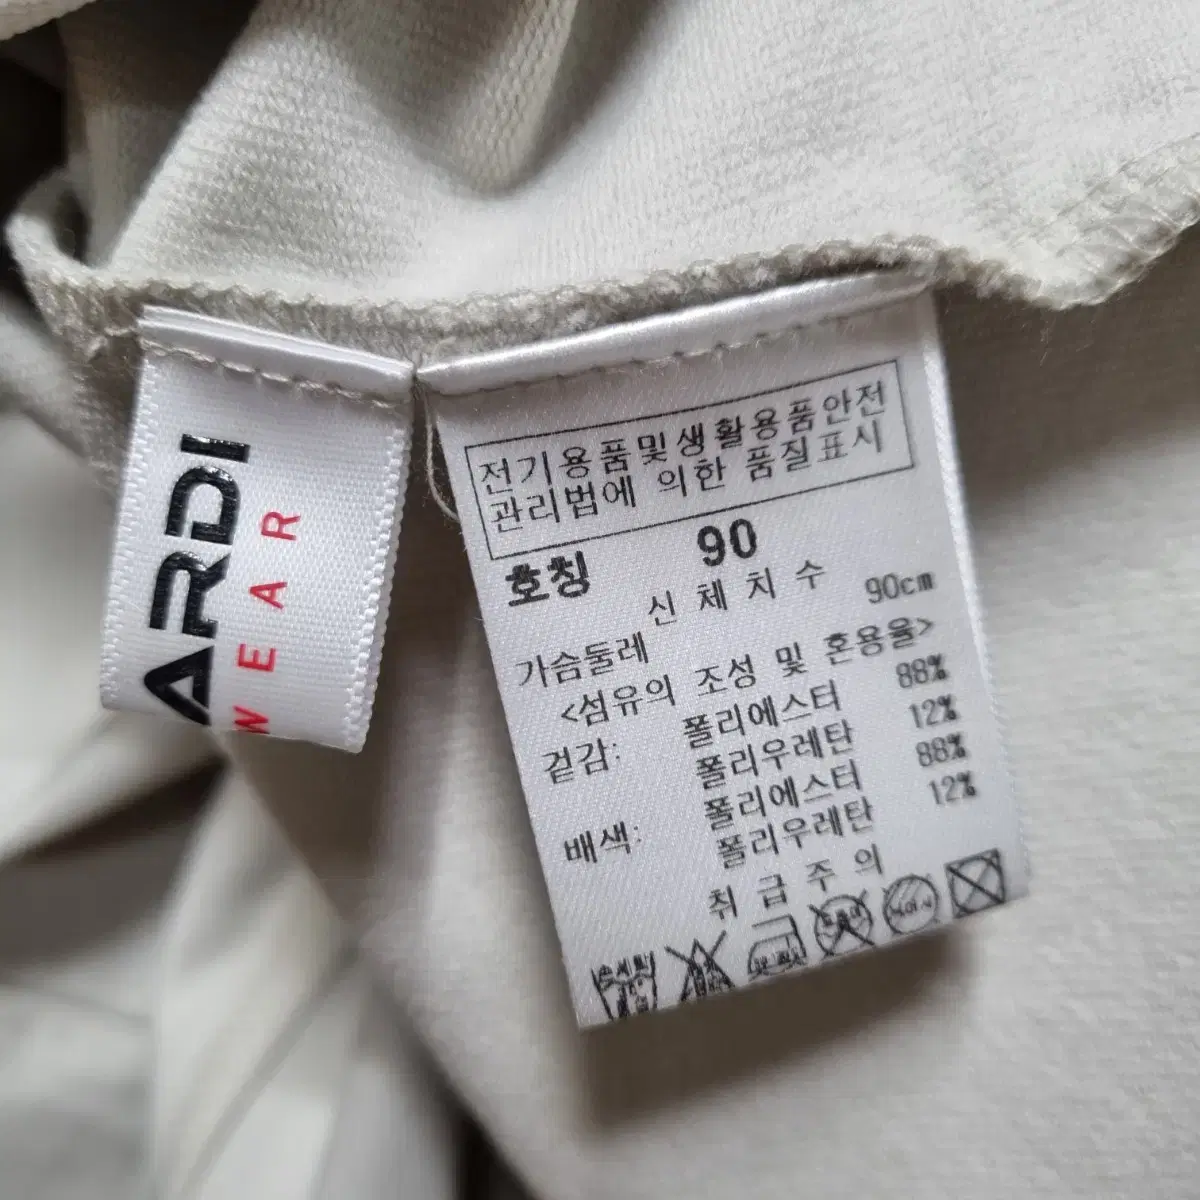 ARDI
WEAR
전기용품및생활용품안전
관리법에 의한 품질표시
호칭 90
신체치수
가슴둘레 90cm
<섬유의 조성 및 혼용율>
겉감: 폴리에스터 88%
폴리우레탄 12%
배색: 폴리에스터 88%
폴리우레탄 12%
취급주의